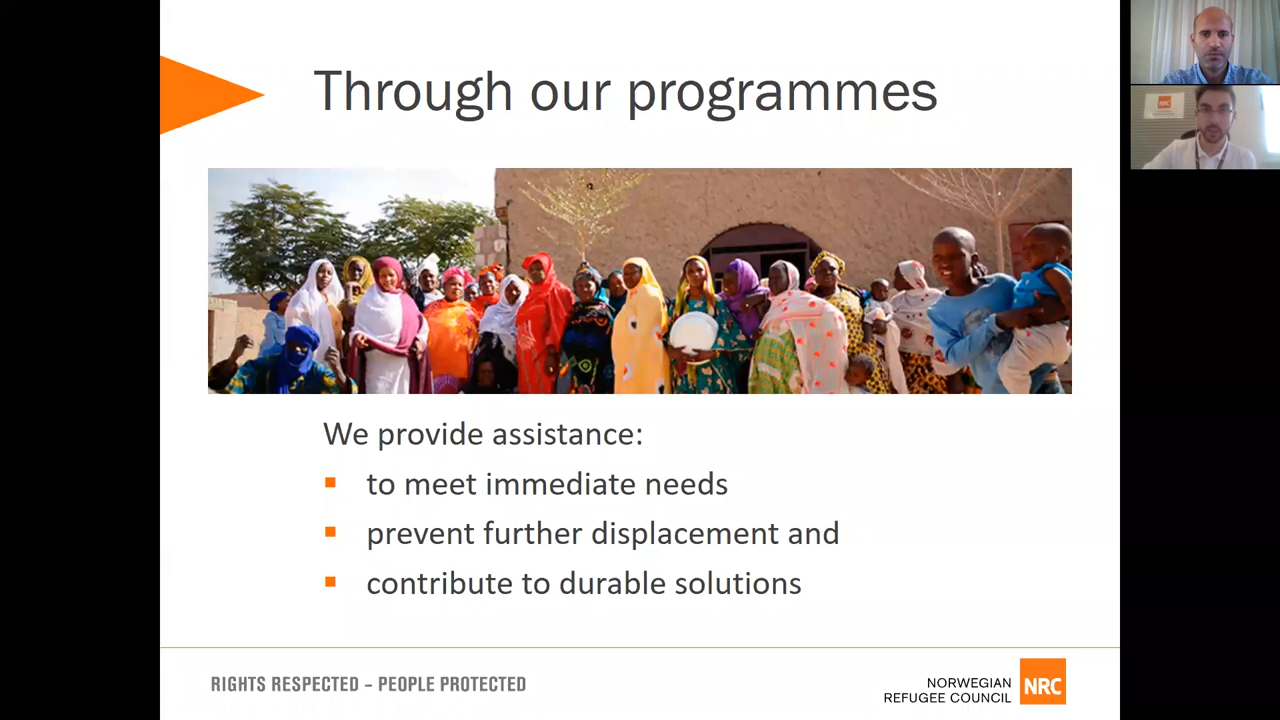 Through our programmes
We provide assistance:
▪ to meet immediate needs
▪ prevent further displacement and
▪ contribute to durable solutions
RIGHTS RESPECTED – PEOPLE PROTECTED
NORWEGIAN
REFUGEE COUNCIL
NRC
NRC